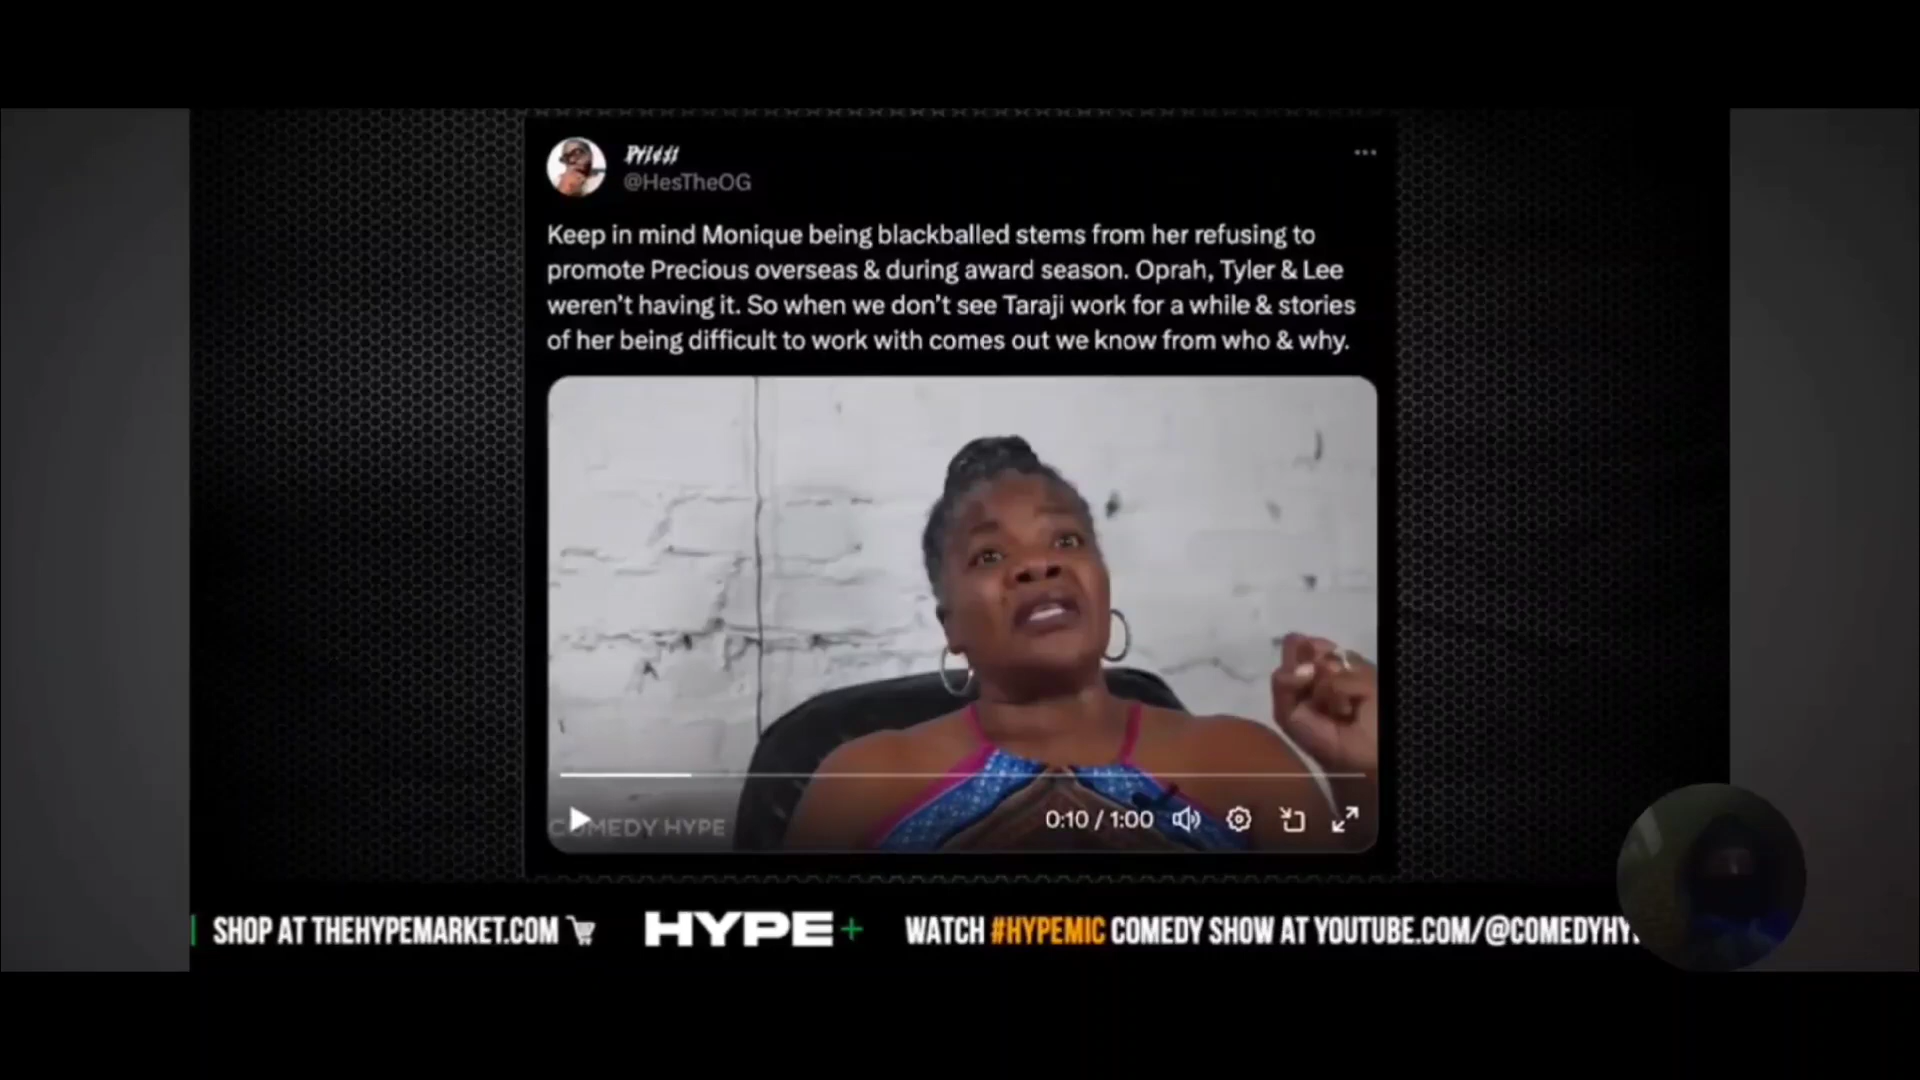 Priest
@HesTheOG
Keep in mind Monique being blackballed stems from her refusing to
promote Precious overseas & during award season. Oprah, Tyler & Lee
weren't having it. So when we don't see Taraji work for a while & stories
of her being difficult to work with comes out we know from who & why.
COMEDY HYPE
0:10 / 1:00
SHOP AT THEHYPEMARKET.COM HYPE + WATCH #HYPEMIC COMEDY SHOW AT YOUTUBE.COM/@COMEDYHY